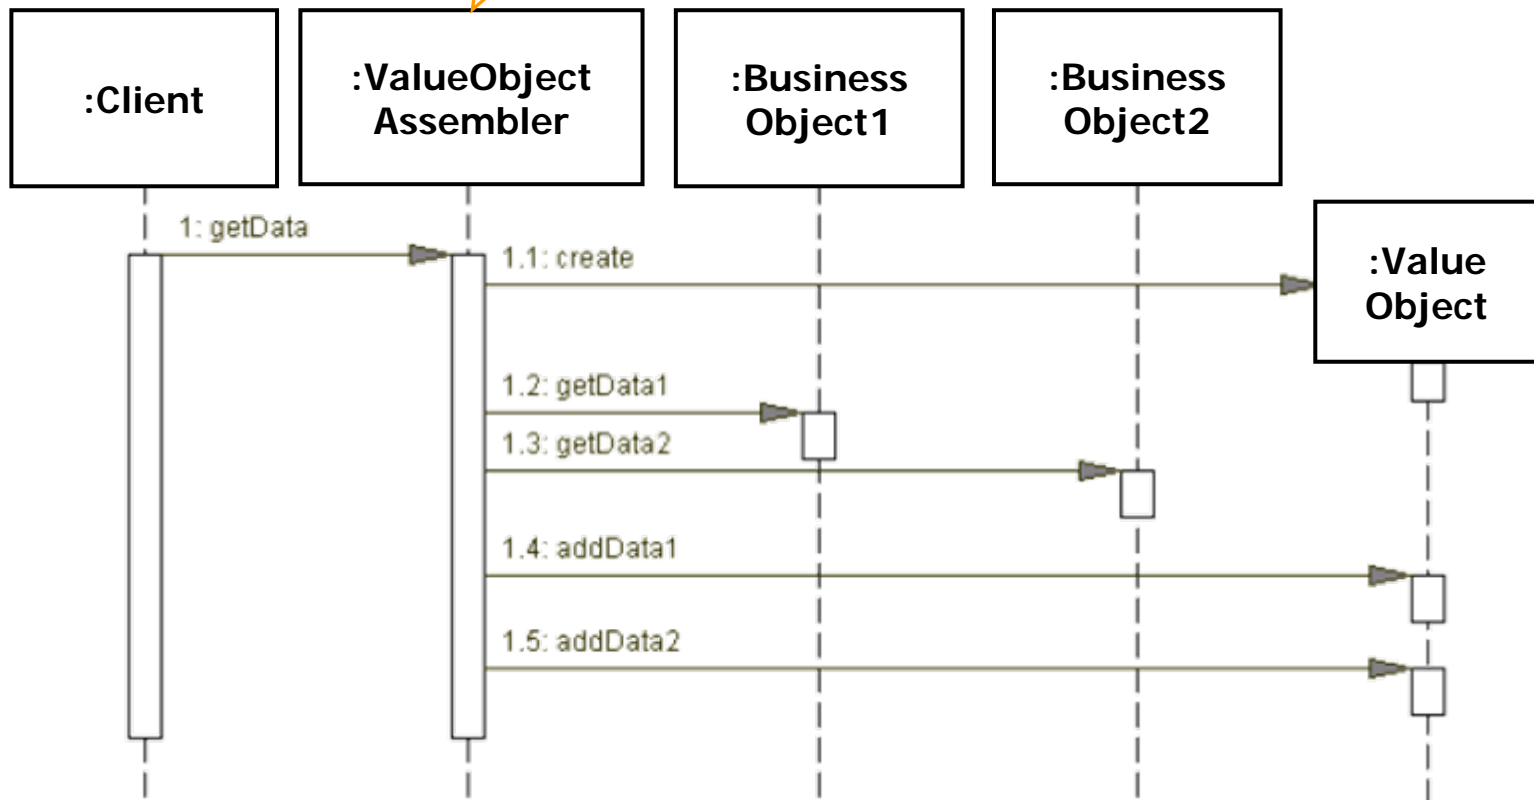 :Client
:ValueObject
Assembler
:Business
Object1
:Business
Object2
:Value
Object
1: getData
1.1: create
1.2: getData1
1.3: getData2
1.4: addData1
1.5: addData2